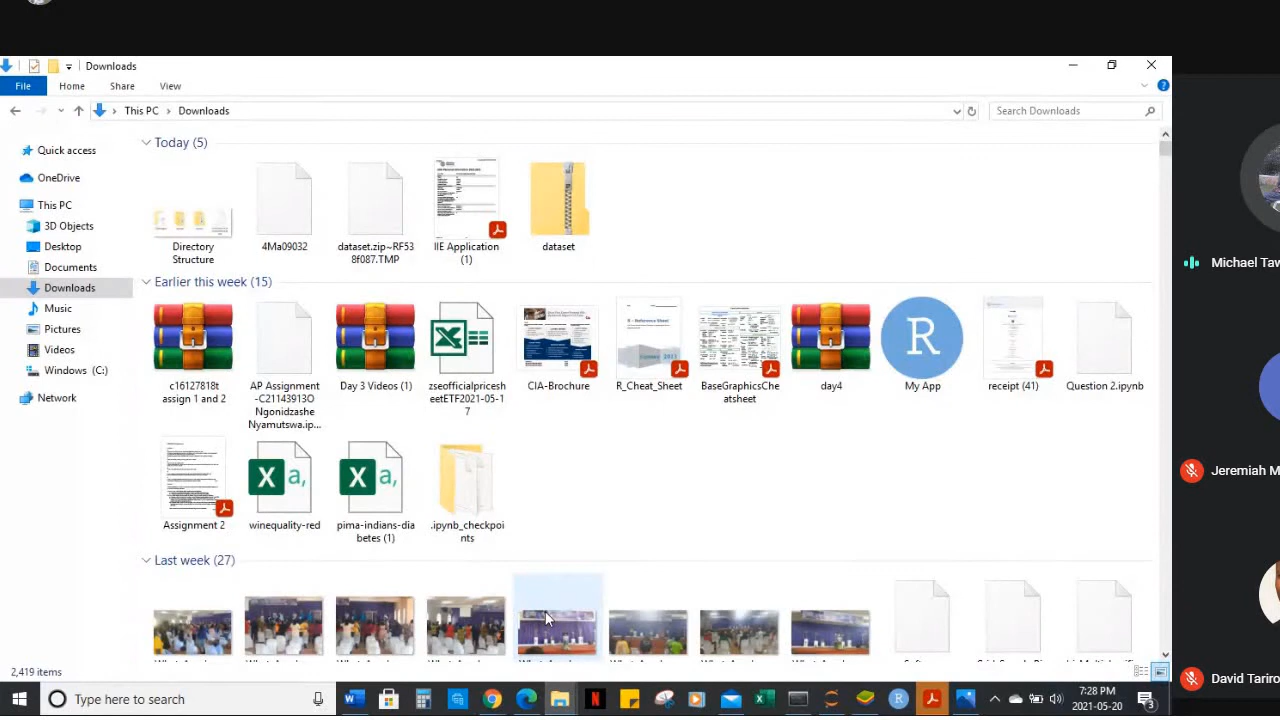 Downloads
File Home Share View
This PC Downloads Search Downloads
Quick access
OneDrive
This PC
3D Objects
Desktop
Documents
Downloads
Music
Pictures
Videos
Windows (C:)
Network
Today (5)
Directory
Structure
4Ma09032
dataset.zip~RF53
8f087.TMP
IIE Application
(1)
dataset
Earlier this week (15)
c16127818t
assign 1 and 2
AP Assignment
-C21143913O
Ngonidzashe
Nyamutswa.ip...
Day 3 Videos (1)
zseofficialpricesh
eetETF2021-05-1
7
CIA-Brochure
R_Cheat_Sheet
BaseGraphicsChe
atsheet
day4
R
My App
receipt (41)
Question 2.ipynb
Assignment 2
winequality-red
pima-indians-dia
betes (1)
.ipynb_checkpoi
nts
Last week (27)
2,419 items
Michael Taw
Jeremiah M
David Tariro
Type here to search
7:28 PM
2021-05-20
3